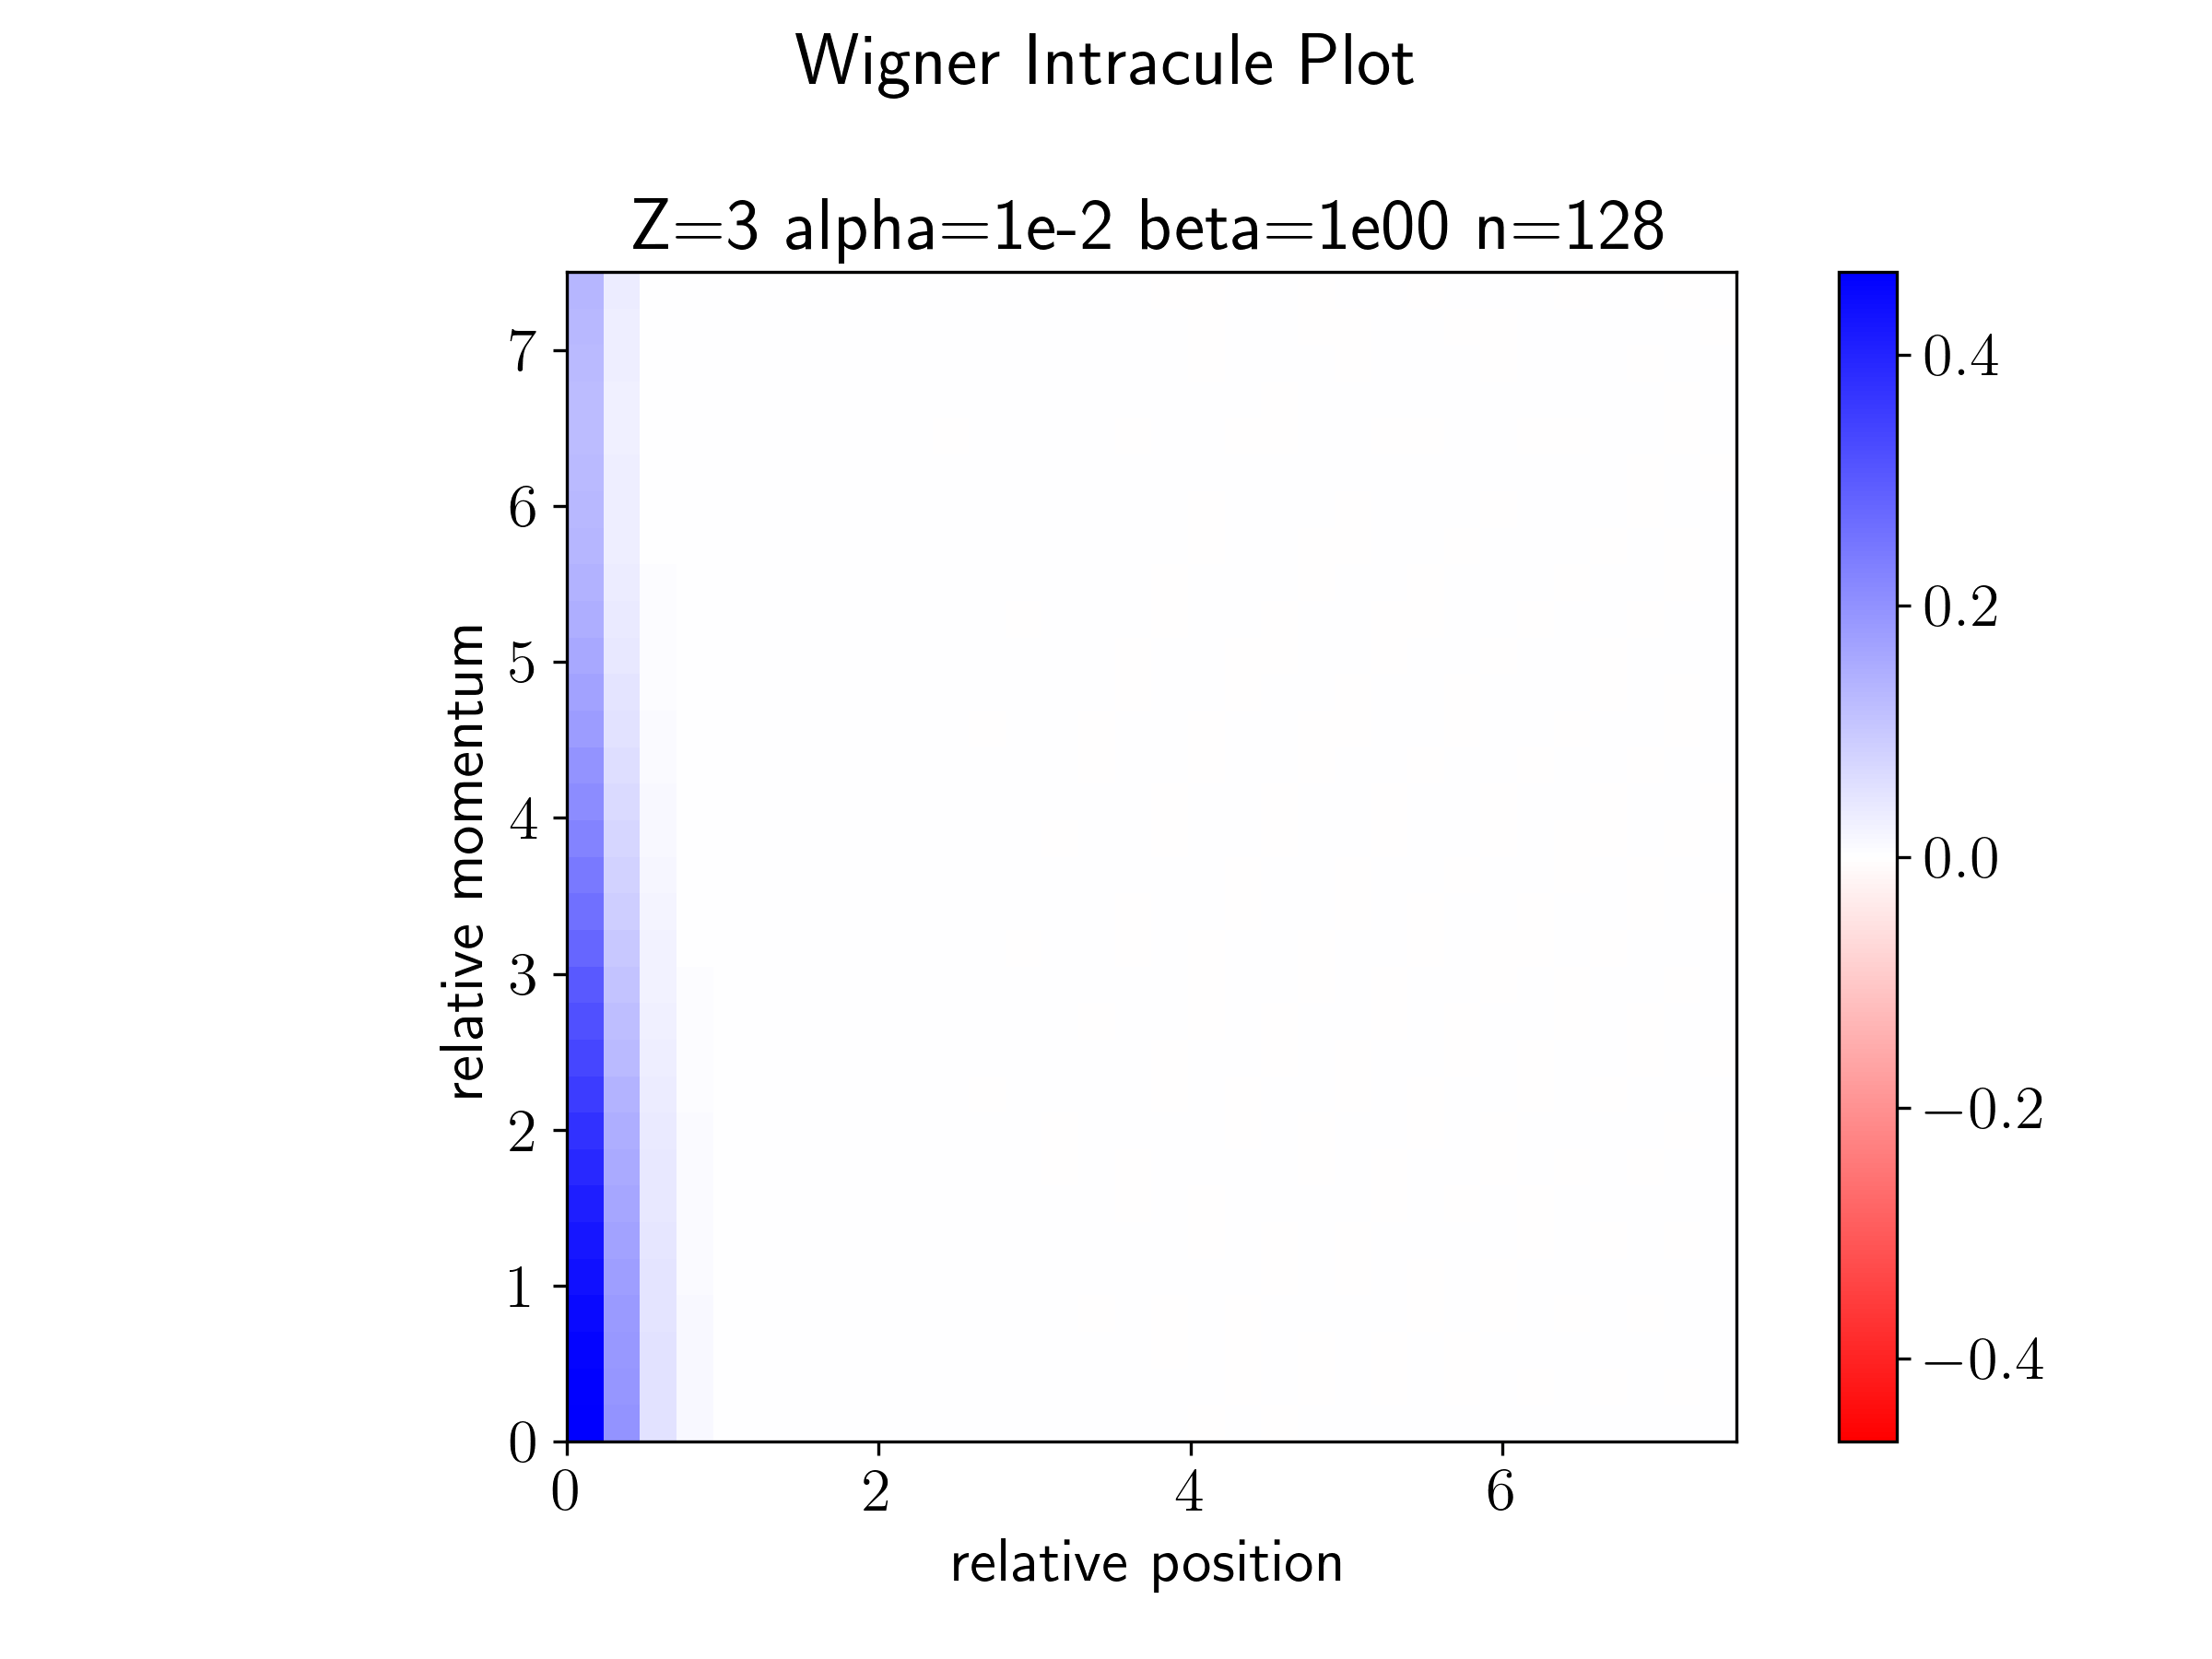 Wigner Intracule Plot
Z=3 alpha=1e-2 beta=1e00 n=128
7
6
5
4
3
2
1
0
relative momentum
0 2 4 6
relative position
0.4
0.2
0.0
−0.2
−0.4